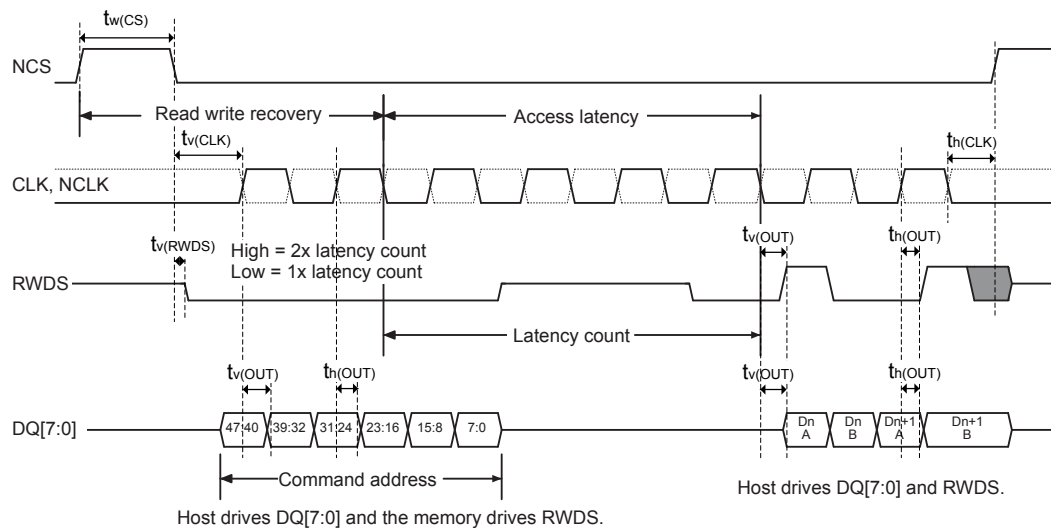 tw(CS)
NCS
Read write recovery
Access latency
tv(CLK)
th(CLK)
CLK, NCLK
tv(RWDS)
High = 2x latency count
Low = 1x latency count
tv(OUT)
th(OUT)
RWDS
Latency count
tv(OUT)
th(OUT)
tv(OUT)
th(OUT)
DQ[7:0]
47:40
39:32
31:24
23:16
15:8
7:0
Dn
A
Dn
B
Dn+1
A
Dn+1
B
Command address
Host drives DQ[7:0] and RWDS.
Host drives DQ[7:0] and the memory drives RWDS.